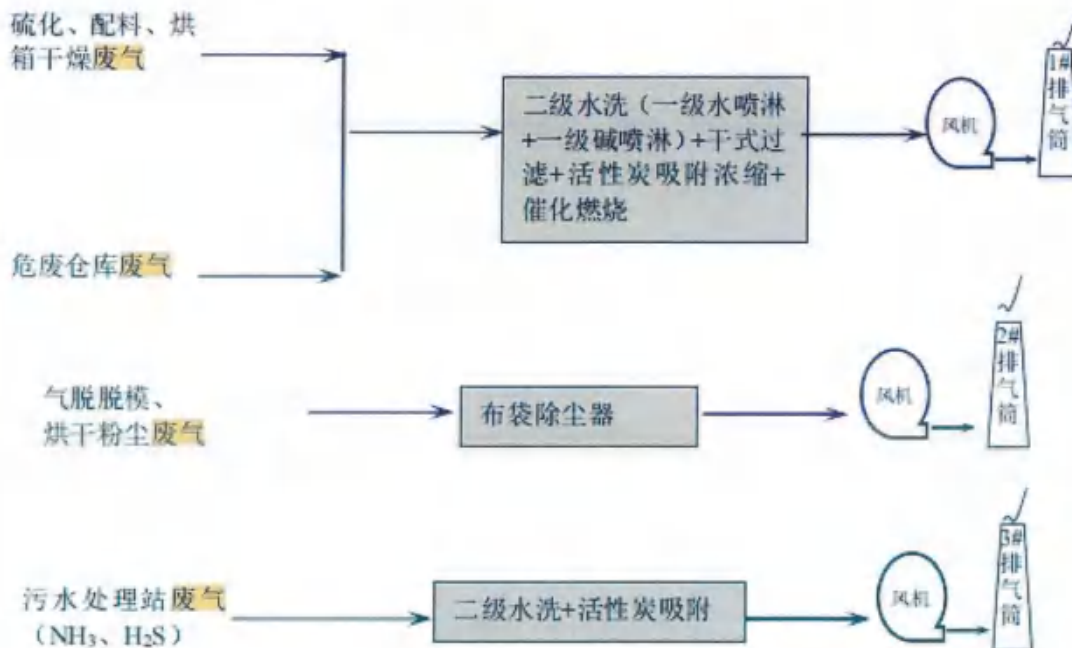 硫化、配料、烘
箱干燥废气
二级水洗（一级水喷淋
+一级碱喷淋）+干式过
滤+活性炭吸附浓缩+
催化燃烧
风机
1#
排
气
筒
危废仓库废气
气脱脱模、
烘干粉尘废气
布袋除尘器
风机
2#
排
气
筒
污水处理站废气
（NH₃、H₂S）
二级水洗+活性炭吸附
风机
3#
排
气
筒